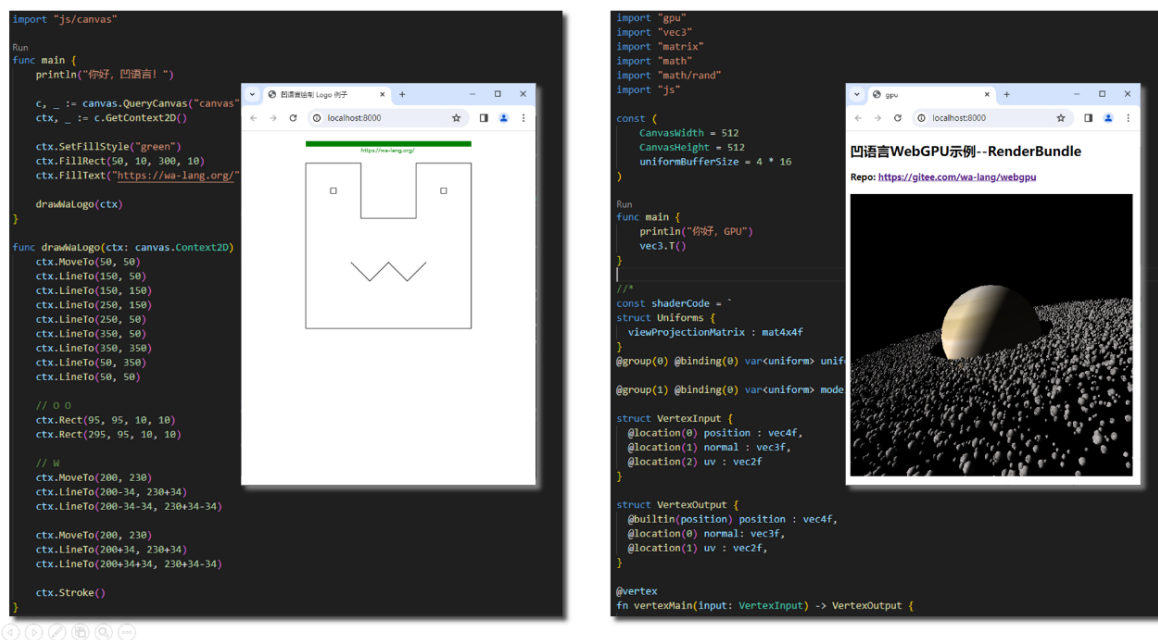 import "js/canvas"
Run
func main {
println("你好，凹语言！")
c, _ := canvas.QueryCanvas("canvas"
ctx, _ := c.GetContext2D()
ctx.SetFillStyle("green")
ctx.FillRect(50, 10, 300, 10)
ctx.FillText("https://wa-lang.org/"
drawWaLogo(ctx)
}
func drawWaLogo(ctx: canvas.Context2D)
ctx.MoveTo(50, 50)
ctx.LineTo(150, 50)
ctx.LineTo(150, 150)
ctx.LineTo(250, 150)
ctx.LineTo(250, 50)
ctx.LineTo(350, 50)
ctx.LineTo(350, 350)
ctx.LineTo(50, 350)
ctx.LineTo(50, 50)
// O O
ctx.Rect(95, 95, 10, 10)
ctx.Rect(295, 95, 10, 10)
// W
ctx.MoveTo(200, 230)
ctx.LineTo(200-34, 230+34)
ctx.LineTo(200-34-34, 230+34-34)
ctx.MoveTo(200, 230)
ctx.LineTo(200+34, 230+34)
ctx.LineTo(200+34+34, 230+34-34)
ctx.Stroke()
}
凹语言绘制 Logo 例子
localhost:8000
https://wa-lang.org/
import "gpu"
import "vec3"
import "matrix"
import "math"
import "math/rand"
import "js"
const (
CanvasWidth = 512
CanvasHeight = 512
uniformBufferSize = 4 * 16
)
Run
func main {
println("你好，GPU")
vec3.T()
}
//*
const shaderCode = `
struct Uniforms {
viewProjectionMatrix : mat4x4f
}
@group(0) @binding(0) var<uniform> unif
@group(1) @binding(0) var<uniform> mode
struct VertexInput {
@location(0) position : vec4f,
@location(1) normal : vec3f,
@location(2) uv : vec2f
}
struct VertexOutput {
@builtin(position) position : vec4f,
@location(0) normal: vec3f,
@location(1) uv : vec2f,
}
@vertex
fn vertexMain(input: VertexInput) -> VertexOutput {
gpu
localhost:8000
凹语言WebGPU示例--RenderBundle
Repo: https://gitee.com/wa-lang/webgpu